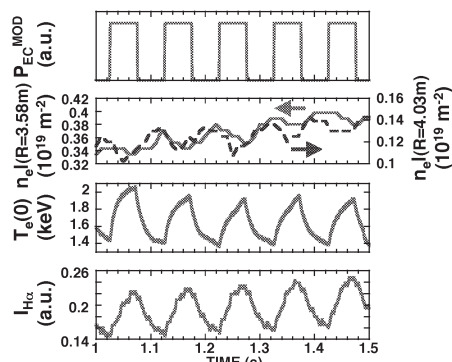 P_EC^MOD
(a.u.)
n_el(R=3.58m)
(10^19 m^-2)
0.42
0.4
0.38
0.36
0.34
0.32
0.16
0.14
0.12
0.1
n_el(R=4.03m)
(10^19 m^-2)
T_e(0)
(keV)
2
1.8
1.6
1.4
I_Hα
(a.u.)
0.26
0.2
0.14
1 1.1 1.2 1.3 1.4 1.5
TIME (s)